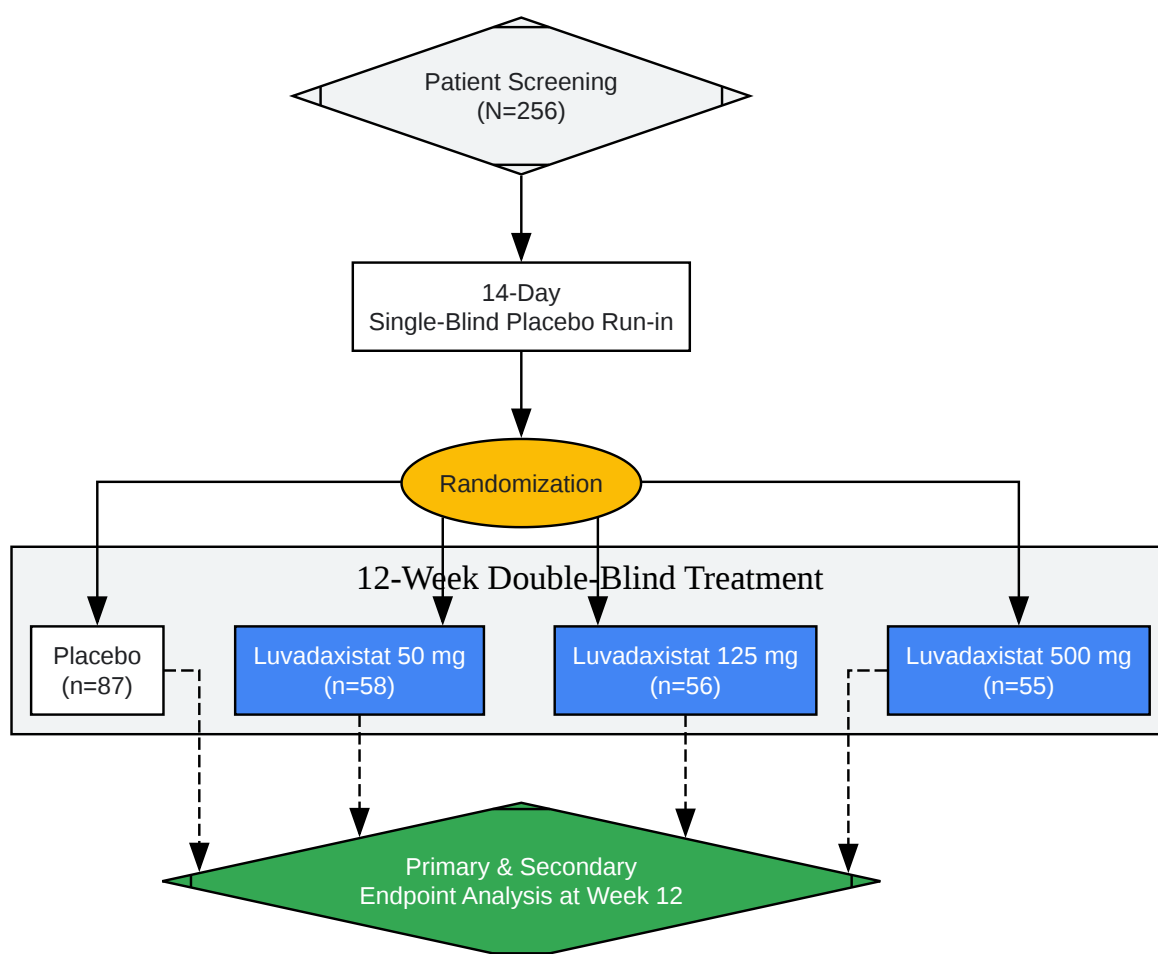 Patient Screening
(N=256)
14-Day
Single-Blind Placebo Run-in
Randomization
12-Week Double-Blind Treatment
Placebo
(n=87)
Luvadaxistat 50 mg
(n=58)
Luvadaxistat 125 mg
(n=56)
Luvadaxistat 500 mg
(n=55)
Primary & Secondary
Endpoint Analysis at Week 12